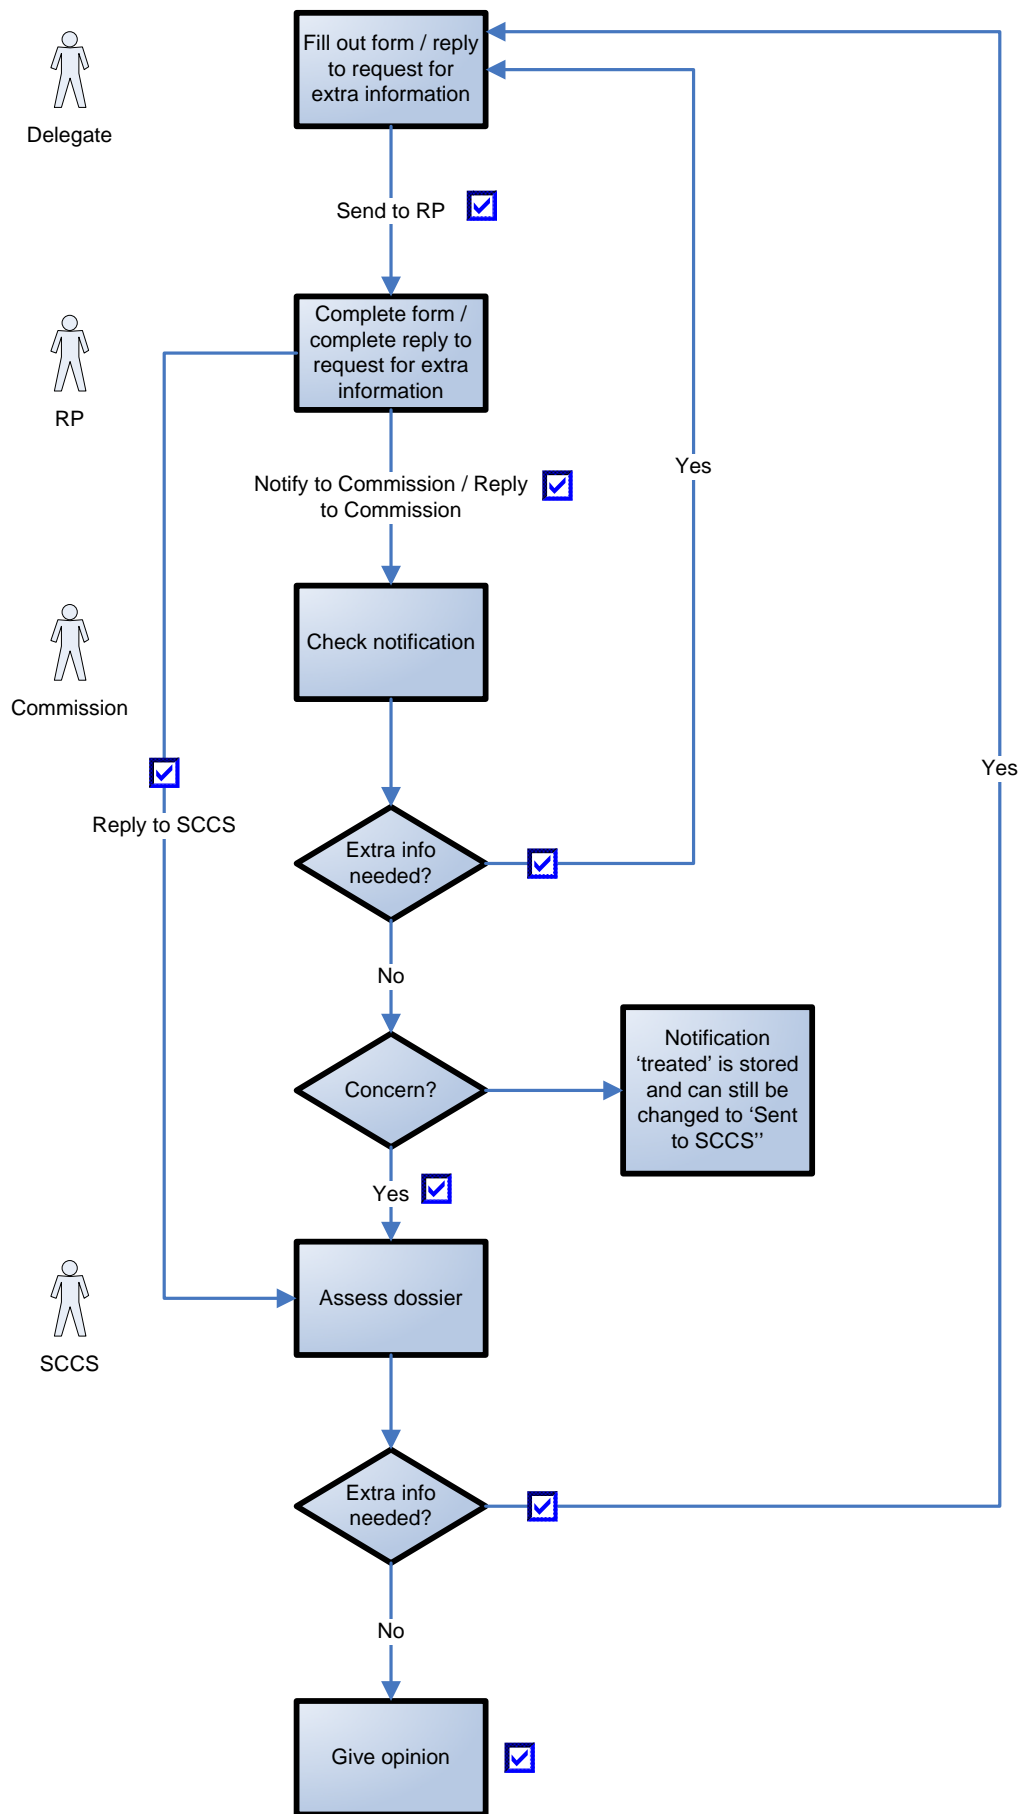 Fill out form / reply
to request for
extra information
Delegate
Send to RP
Complete form /
complete reply to
request for extra
information
RP
Yes
Notify to Commission / Reply
to Commission
Check notification
Commission
Yes
Reply to SCCS
Extra info
needed?
No
Notification
‘treated’ is stored
and can still be
changed to ‘Sent
to SCCS’’
Concern?
Yes
Assess dossier
SCCS
Extra info
needed?
No
Give opinion